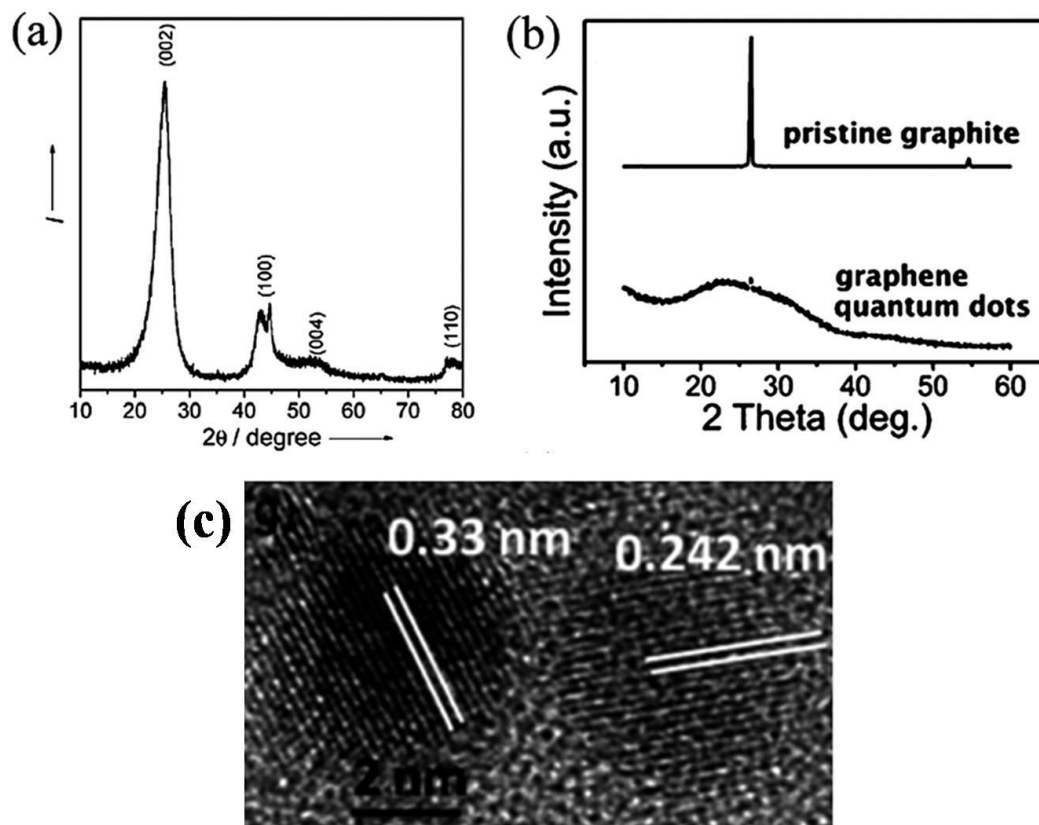 (a)
(002)
(100)
(004)
(110)
I
10 20 30 40 50 60 70 80
2θ / degree
(b)
Intensity (a.u.)
pristine graphite
graphene
quantum dots
10 20 30 40 50 60
2 Theta (deg.)
(c)
0.33 nm
0.242 nm
2 nm